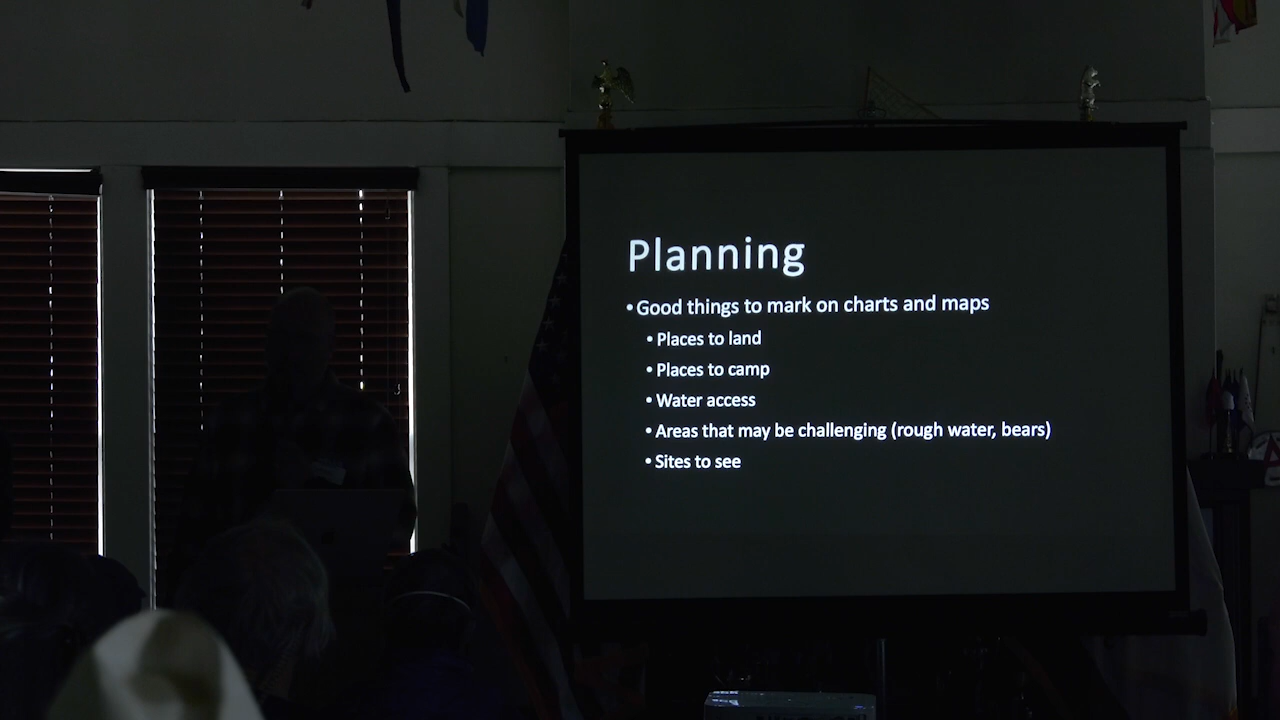 Planning
•Good things to mark on charts and maps
•Places to land
•Places to camp
•Water access
•Areas that may be challenging (rough water, bears)
•Sites to see